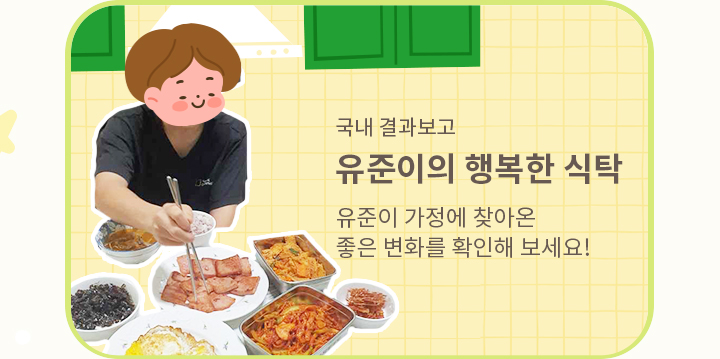 국내 결과보고
유준이의 행복한 식탁
유준이 가정에 찾아온
좋은 변화를 확인해 보세요!